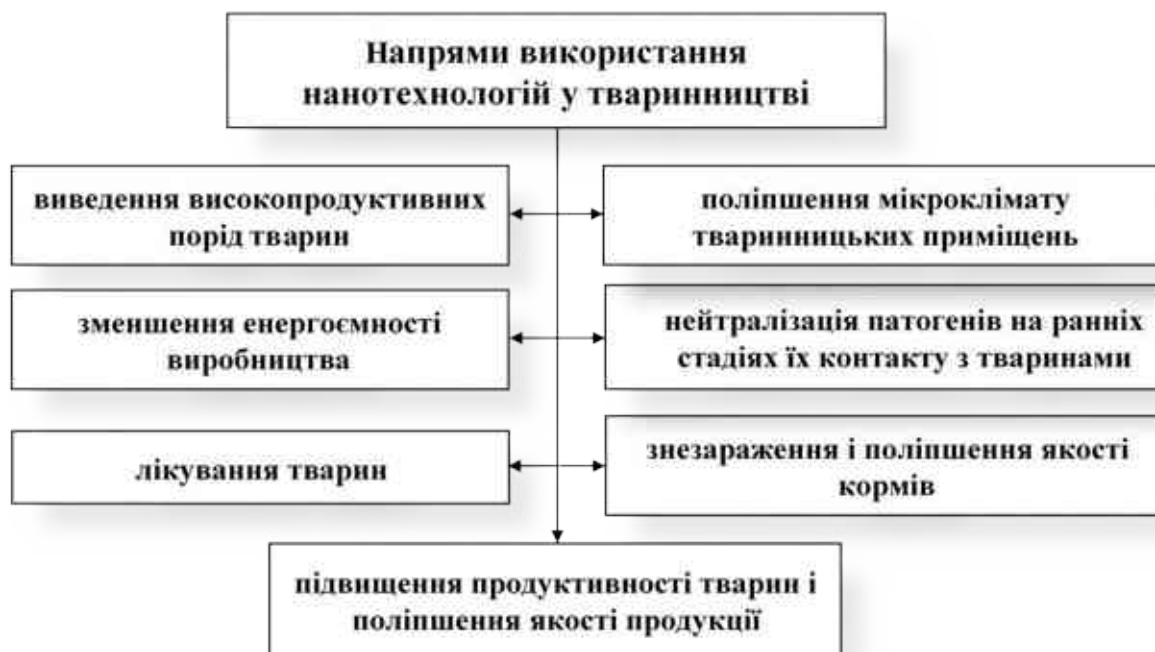 Напрями використання
нанотехнологій у тваринництві
виведення високопродуктивних
порід тварин
поліпшення мікроклімату
тваринницьких приміщень
зменшення енергоємності
виробництва
нейтралізація патогенів на ранніх
стадіях їх контакту з тваринами
лікування тварин
знезараження і поліпшення якості
кормів
підвищення продуктивності тварин і
поліпшення якості продукції